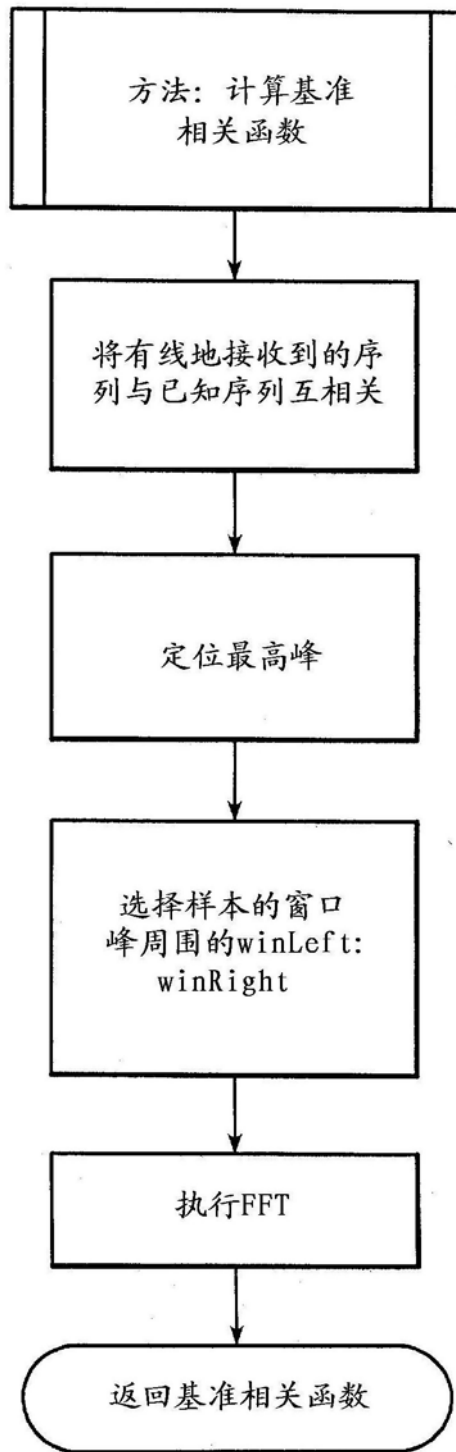 方法: 计算基准
相关函数
将有线地接收到的序
列与已知序列互相关
定位最高峰
选择样本的窗口
峰周围的winLeft:
winRight
执行FFT
返回基准相关函数